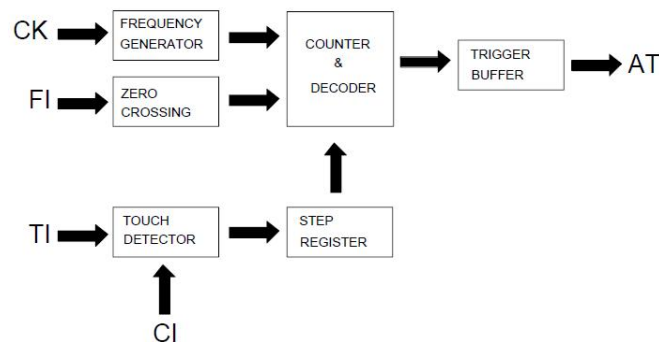 CK
FREQUENCY
GENERATOR
COUNTER
&
DECODER
TRIGGER
BUFFER
AT
FI
ZERO
CROSSING
TI
TOUCH
DETECTOR
STEP
REGISTER
CI